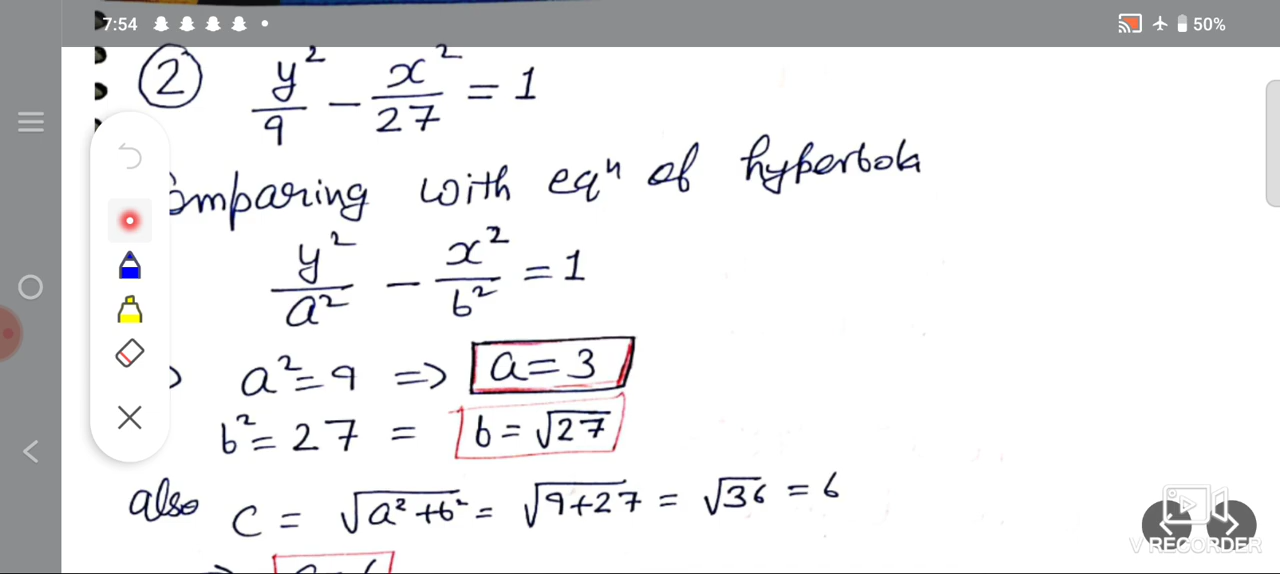 7:54 50%
② y²/9 - x²/27 = 1
omparing with eqⁿ of hyperbola
y²/a² - x²/b² = 1
a² = 9 => a = 3
b² = 27 = b = √27
also c = √a²+b² = √9+27 = √36 = 6
V RECORDER